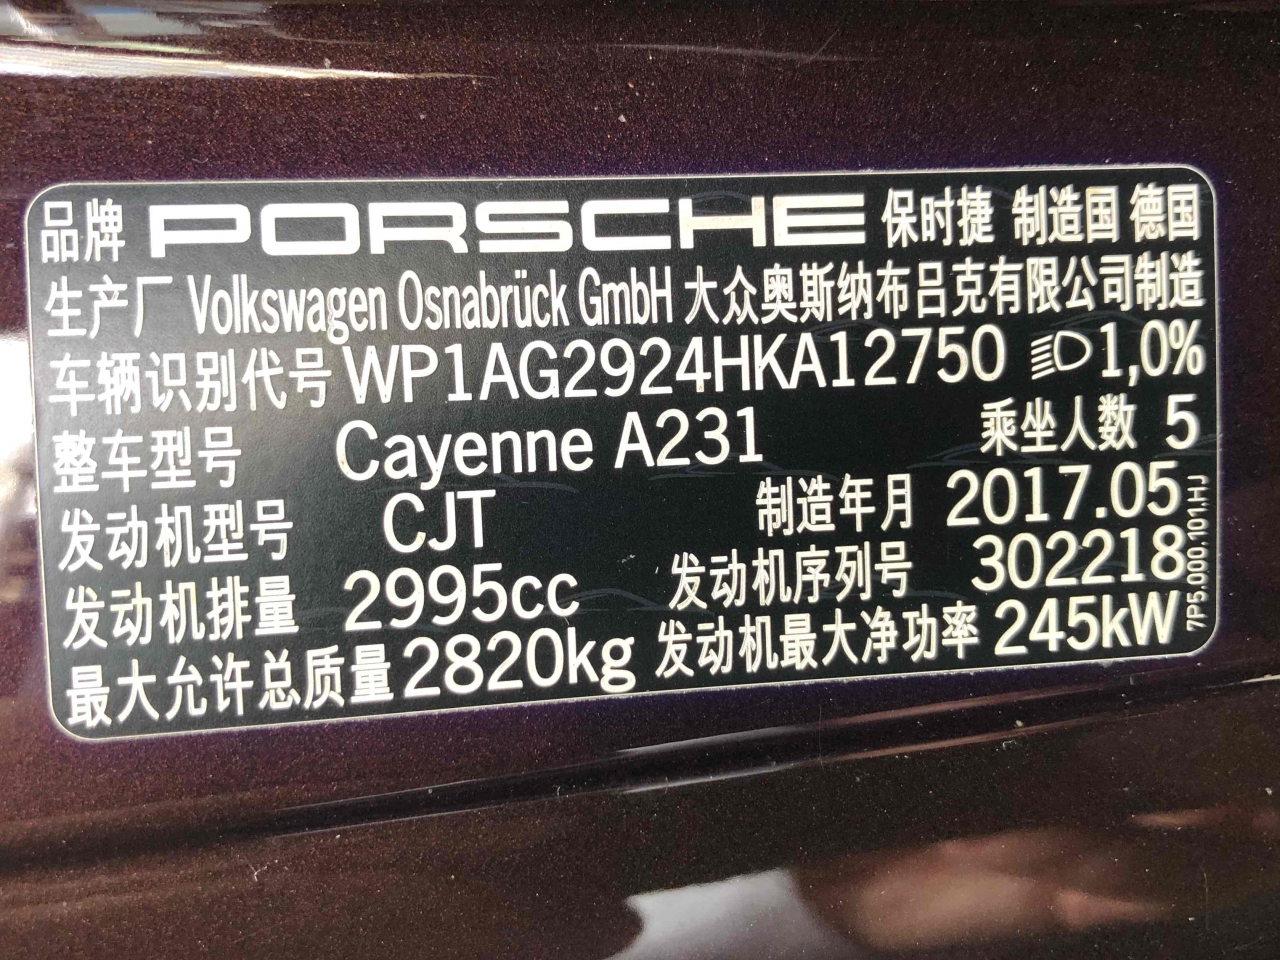 品牌 PORSCHE 保时捷 制造国 德国
生产厂 Volkswagen Osnabrück GmbH 大众奥斯纳布吕克有限公司制造
车辆识别代号 WP1AG2924HKA12750 1,0%
整车型号 Cayenne A231 乘坐人数 5
发动机型号 CJT 制造年月 2017.05
发动机排量 2995cc 发动机序列号 302218
最大允许总质量 2820kg 发动机最大净功率 245kW
7P5.000.101.HJ